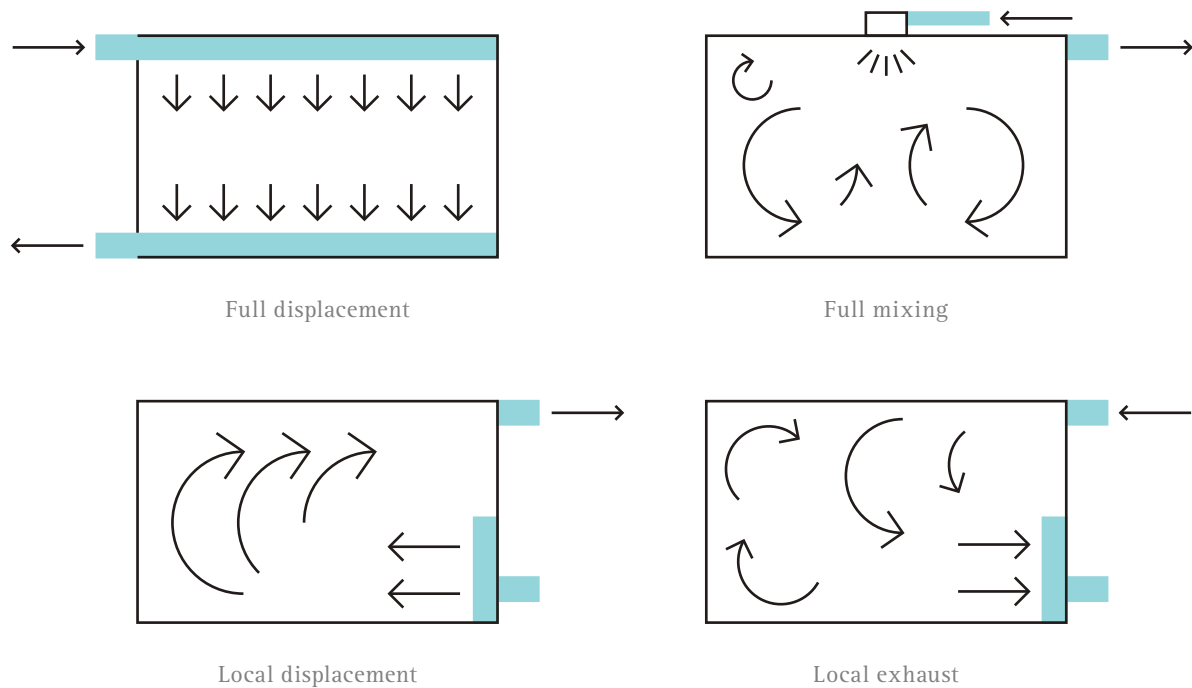 Full displacement
Full mixing
Local displacement
Local exhaust